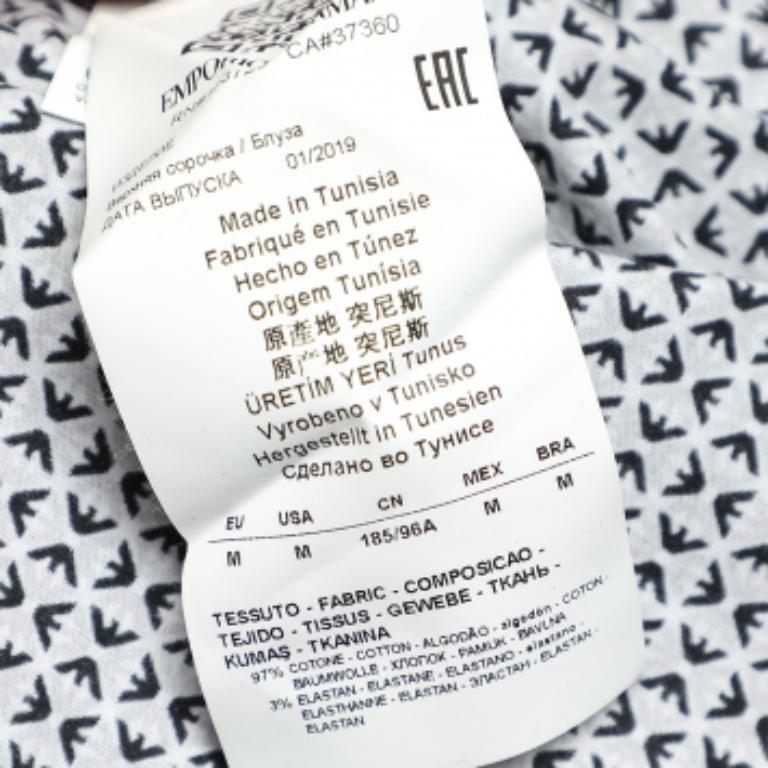 CA#37360
EMPORIO
EAC
сорочка / Блуза
ДАТА ВЫПУСКА 01/2019
Made in Tunisia
Fabriqué en Tunisie
Hecho en Túnez
Origem Tunísia
原產地 突尼斯
原产地 突尼斯
ÜRETİM YERİ Tunus
Vyrobeno v Tunisko
Hergestellt in Tunesien
Сделано во Тунисе
EU USA CN MEX BRA
M M 185/96A M M
TESSUTO - FABRIC - COMPOSICAO -
TEJIDO - TISSUS - GEWEBE - ТКАНЬ -
KUMAŞ - TKANINA
97% COTONE - COTTON - ALGODÃO - algodón - COTON -
BAUMWOLLE - ХЛОПОК - PAMUK - BAVLNA
3% ELASTAN - ELASTANE - ELASTANO - elastano -
ELASTHANNE - ELASTAN - ЭЛАСТАН - ELASTAN -
ELASTAN